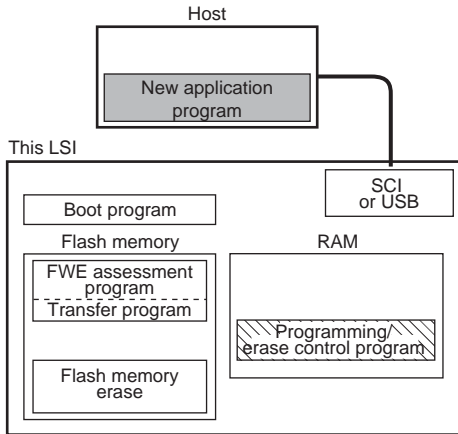 Host
New application
program
This LSI
SCI
or USB
Boot program
Flash memory
RAM
FWE assessment
program
Transfer program
Programming/
erase control program
Flash memory
erase